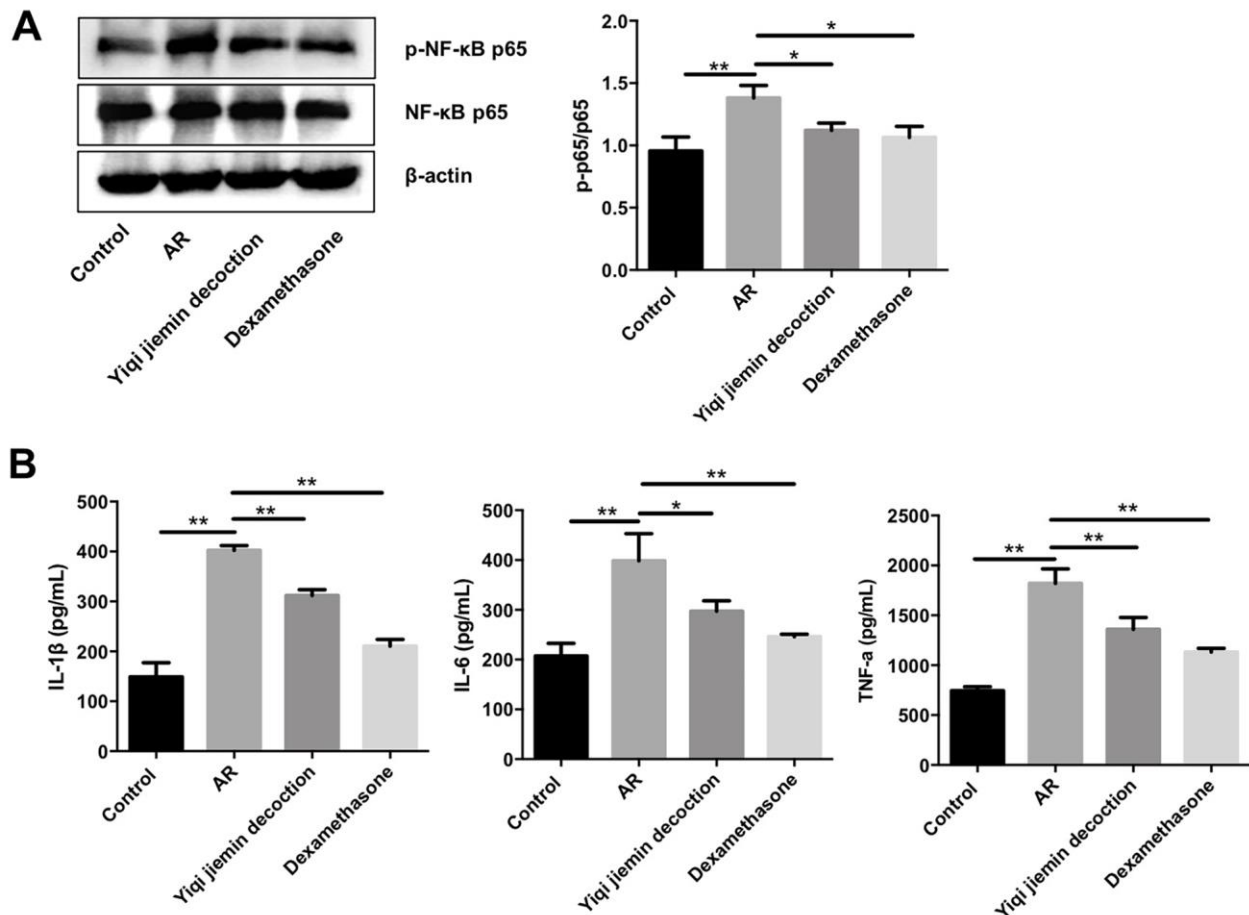 A
p-NF-κB p65
NF-κB p65
β-actin
Control
AR
Yiqi jiemin decoction
Dexamethasone
p-p65/p65
2.0
1.5
1.0
0.5
0.0
**
*
*
Control
AR
Yiqi jiemin decoction
Dexamethasone
B
IL-1β (pg/mL)
500
400
300
200
100
0
**
**
**
Control
AR
Yiqi jiemin decoction
Dexamethasone
IL-6 (pg/mL)
500
400
300
200
100
0
**
*
**
Control
AR
Yiqi jiemin decoction
Dexamethasone
TNF-a (pg/mL)
2500
2000
1500
1000
500
0
**
**
**
Control
AR
Yiqi jiemin decoction
Dexamethasone